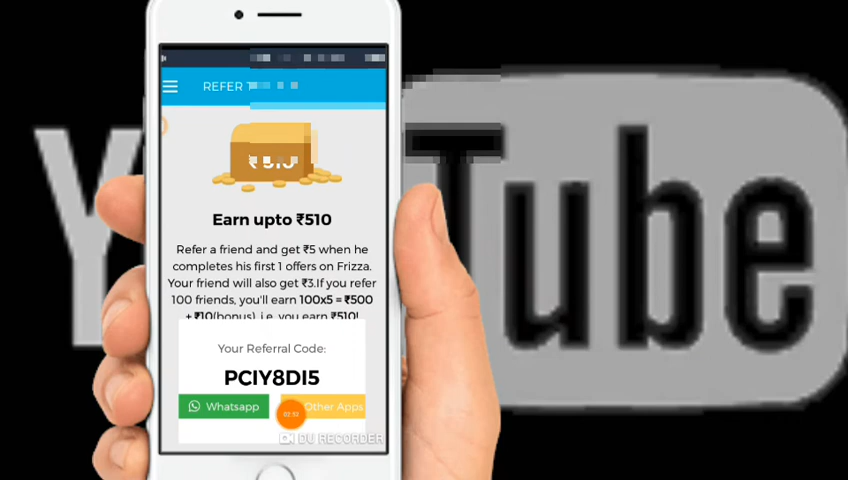 YouTube
REFER
₹510
Earn upto ₹510
Refer a friend and get ₹5 when he
completes his first 1 offers on Frizza.
Your friend will also get ₹3.If you refer
100 friends, you'll earn 100x5 = ₹500
+ ₹10(bonus), i.e. you earn ₹510!
Your Referral Code:
PCIY8DI5
Whatsapp
Other Apps
DU RECORDER